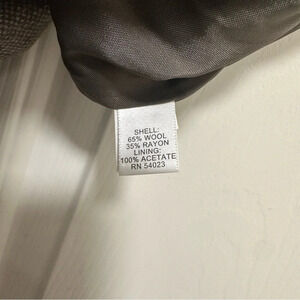 SHELL:
65% WOOL
35% RAYON
LINING:
100% ACETATE
RN 54023